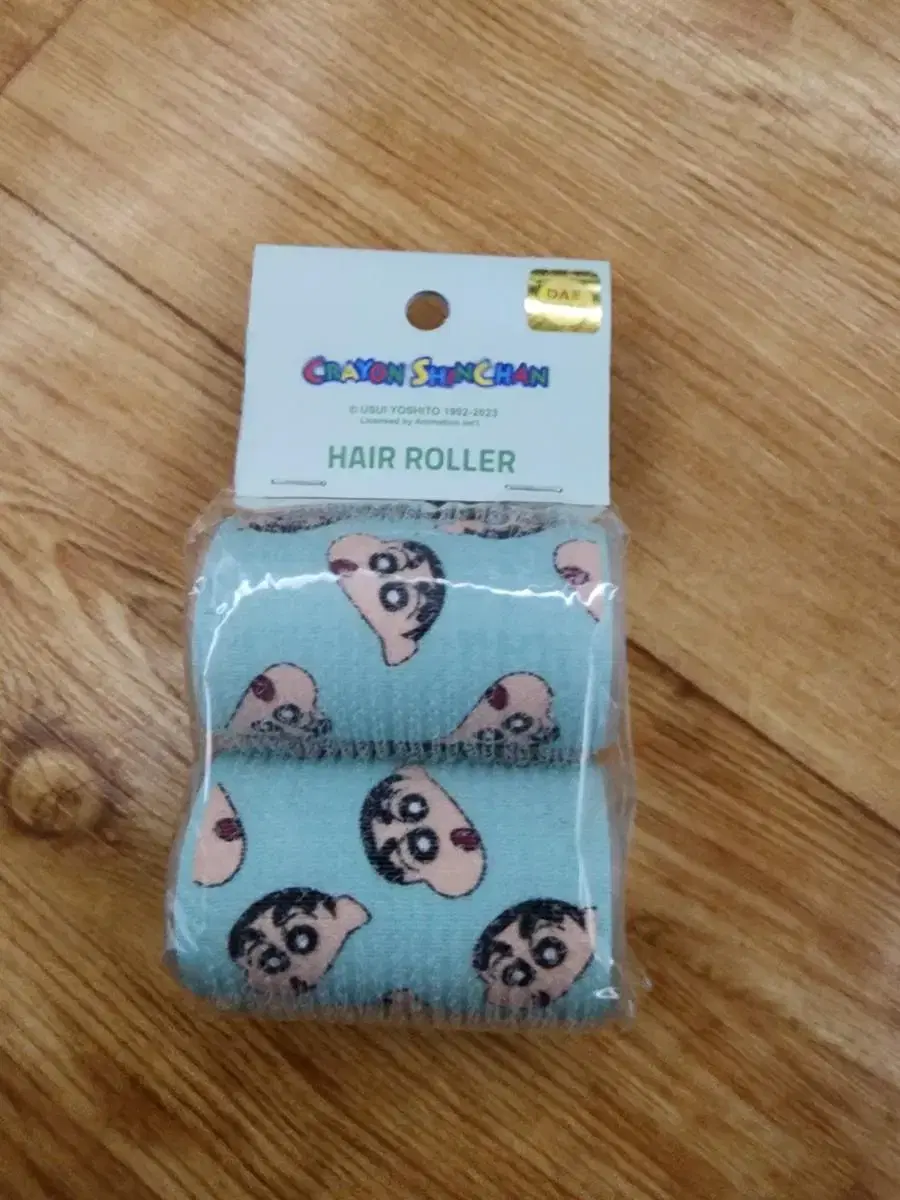 DAE
CRAYON SHINCHAN
© USUI YOSHITO 1992-2023
Licensed by Animation Int'l
HAIR ROLLER